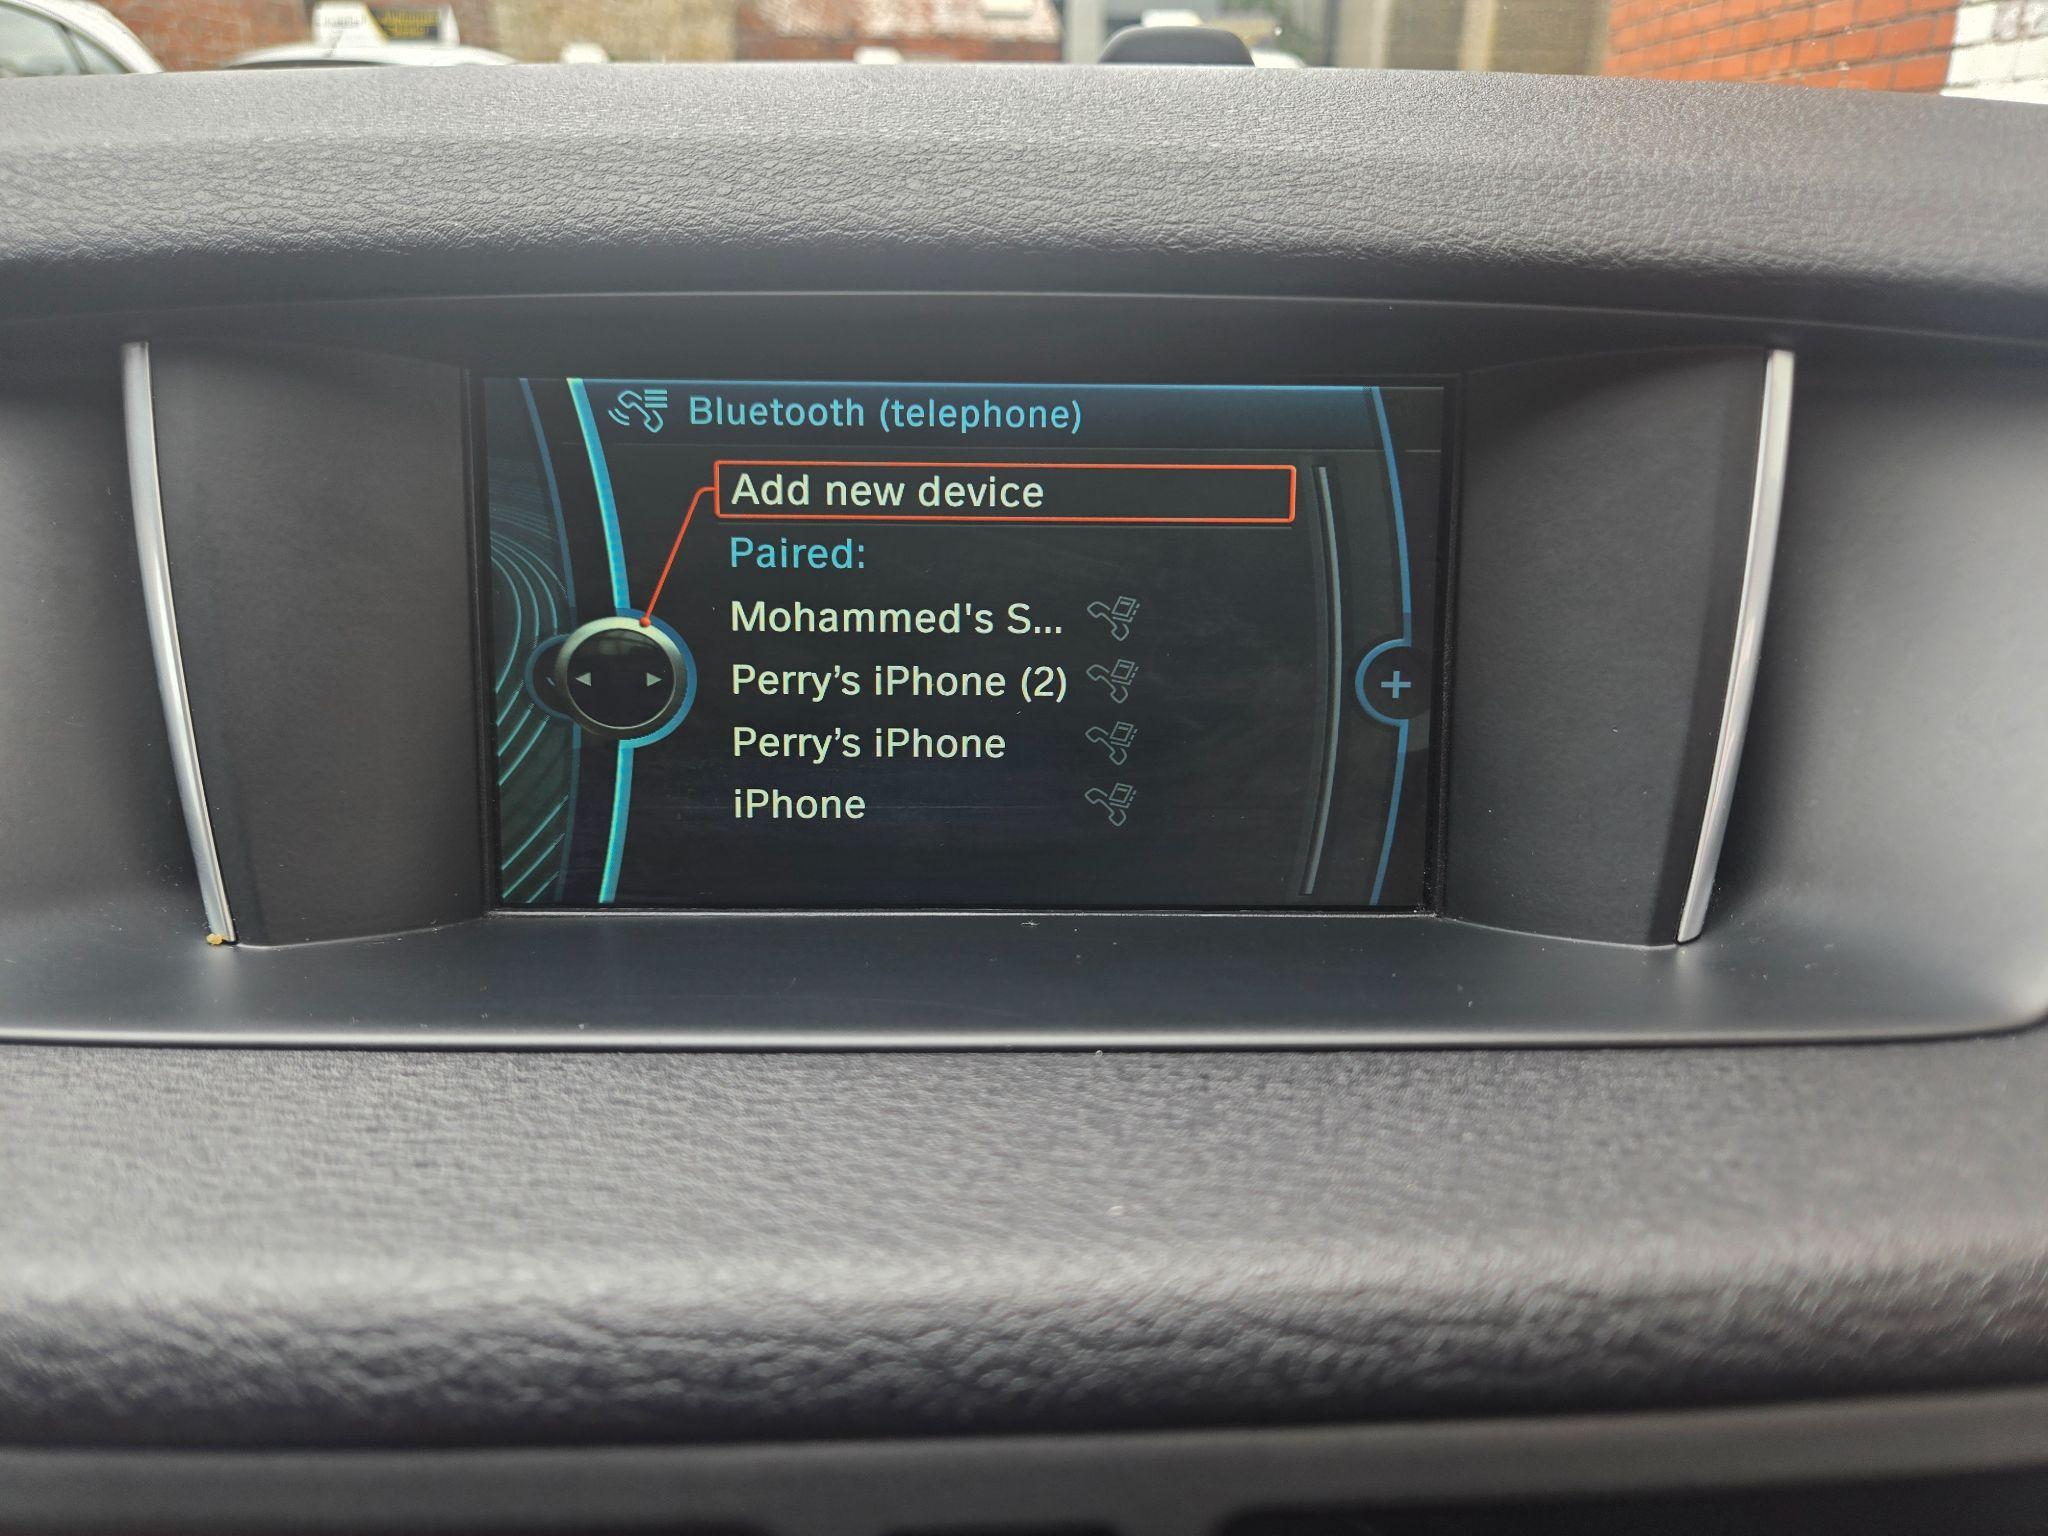 Bluetooth (telephone)
Add new device
Paired:
Mohammed's S...
Perry’s iPhone (2)
Perry’s iPhone
iPhone